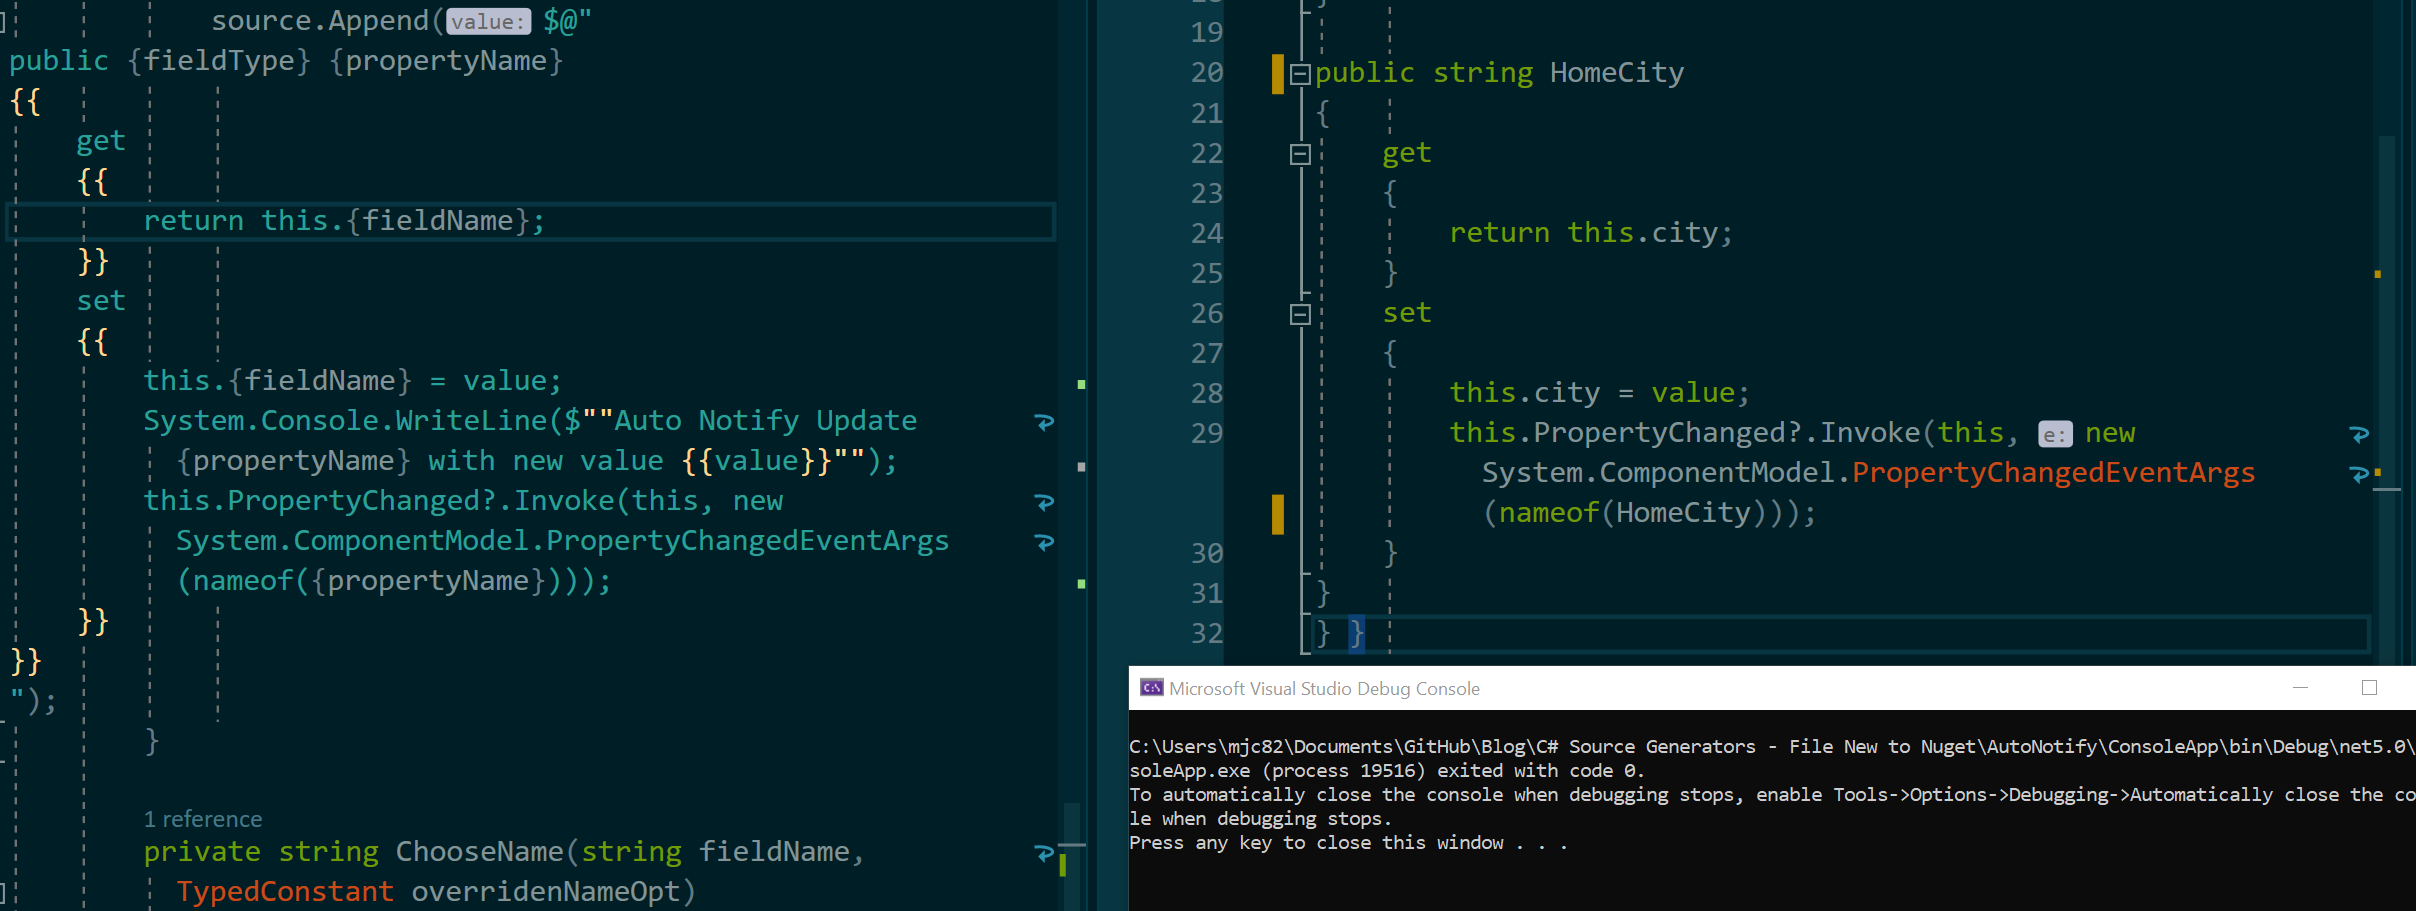 source.Append(value: $@"
public {fieldType} {propertyName}
{{
get
{{
return this.{fieldName};
}}
set
{{
this.{fieldName} = value;
System.Console.WriteLine($""Auto Notify Update
{propertyName} with new value {{value}}"");
this.PropertyChanged?.Invoke(this, new
System.ComponentModel.PropertyChangedEventArgs
(nameof({propertyName})));
}}
}}
");
}
1 reference
private string ChooseName(string fieldName,
TypedConstant overridenNameOpt)
19
20 public string HomeCity
21 {
22 get
23 {
24 return this.city;
25 }
26 set
27 {
28 this.city = value;
29 this.PropertyChanged?.Invoke(this, e: new
System.ComponentModel.PropertyChangedEventArgs
(nameof(HomeCity)));
30 }
31 }
32 } }
Microsoft Visual Studio Debug Console
C:\Users\mjc82\Documents\GitHub\Blog\C# Source Generators - File New to Nuget\AutoNotify\ConsoleApp\bin\Debug\net5.0\
soleApp.exe (process 19516) exited with code 0.
To automatically close the console when debugging stops, enable Tools->Options->Debugging->Automatically close the co
le when debugging stops.
Press any key to close this window . . .